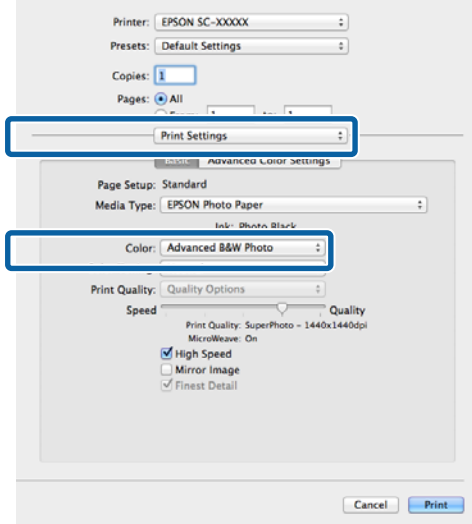 Printer: EPSON SC-XXXXX
Presets: Default Settings
Copies: 1
Pages: All
Print Settings
Basic Advanced Color Settings
Page Setup: Standard
Media Type: EPSON Photo Paper
Ink: Photo Black
Color: Advanced B&W Photo
Print Quality: Quality Options
Speed Quality
Print Quality: SuperPhoto - 1440x1440dpi
MicroWeave: On
High Speed
Mirror Image
Finest Detail
Cancel Print